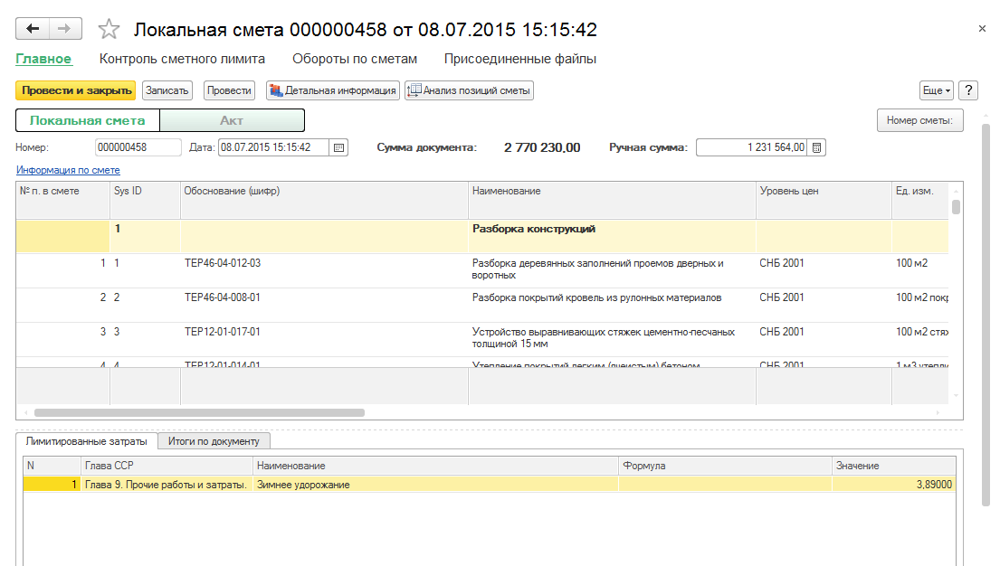 Локальная смета 000000458 от 08.07.2015 15:15:42
Главное Контроль сметного лимита Обороты по сметам Присоединенные файлы
Провести и закрыть Записать Провести Детальная информация Анализ позиций сметы Еще ?
Локальная смета Акт Номер сметы:
Номер: 000000458 Дата: 08.07.2015 15:15:42 Сумма документа: 2 770 230,00 Ручная сумма: 1 231 564,00
Информация по смете
№ п. в смете Sys ID Обоснование (шифр) Наименование Уровень цен Ед. изм.
1 Разборка конструкций
1 1 ТЕР46-04-012-03 Разборка деревянных заполнений проемов дверных и СНБ 2001 100 м2
воротных
2 2 ТЕР46-04-008-01 Разборка покрытий кровель из рулонных материалов СНБ 2001 100 м2 покр
3 3 ТЕР12-01-017-01 Устройство выравнивающих стяжек цементно-песчаных СНБ 2001 100 м2 стяж
толщиной 15 мм
4 4 ТЕР12-01-014-01 Утепление покрытий легким (ячеистым) бетоном СНБ 2001 1 м3 утепли
Лимитированные затраты Итоги по документу
N Глава ССР Наименование Формула Значение
1 Глава 9. Прочие работы и затраты. Зимнее удорожание 3,89000